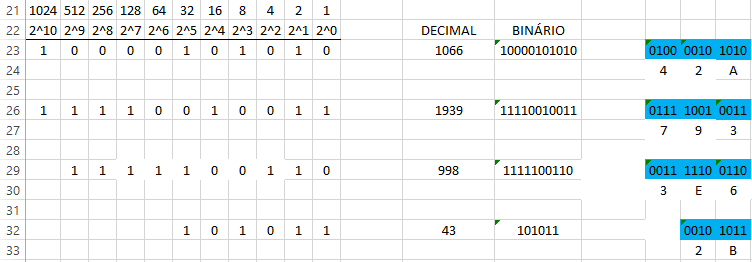 21 1024 512 256 128 64 32 16 8 4 2 1
22 2^10 2^9 2^8 2^7 2^6 2^5 2^4 2^3 2^2 2^1 2^0 DECIMAL BINÁRIO
23 1 0 0 0 0 1 0 1 0 1 0 1066 10000101010 0100 0010 1010
24 4 2 A
25
26 1 1 1 1 0 0 1 0 0 1 1 1939 11110010011 0111 1001 0011
27 7 9 3
28
29 1 1 1 1 1 0 0 1 1 0 998 1111100110 0011 1110 0110
30 3 E 6
31
32 1 0 1 0 1 1 43 101011 0010 1011
33 2 B